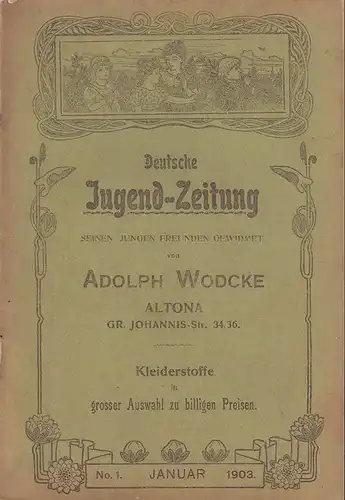 Deutsche
Jugend-Zeitung
SEINEN JUNGEN FREUNDEN GEWIDMET
von
ADOLPH WODCKE
ALTONA
GR. JOHANNIS-Str. 34.36.
Kleiderstoffe
in
grosser Auswahl zu billigen Preisen.
No. 1. JANUAR 1903.